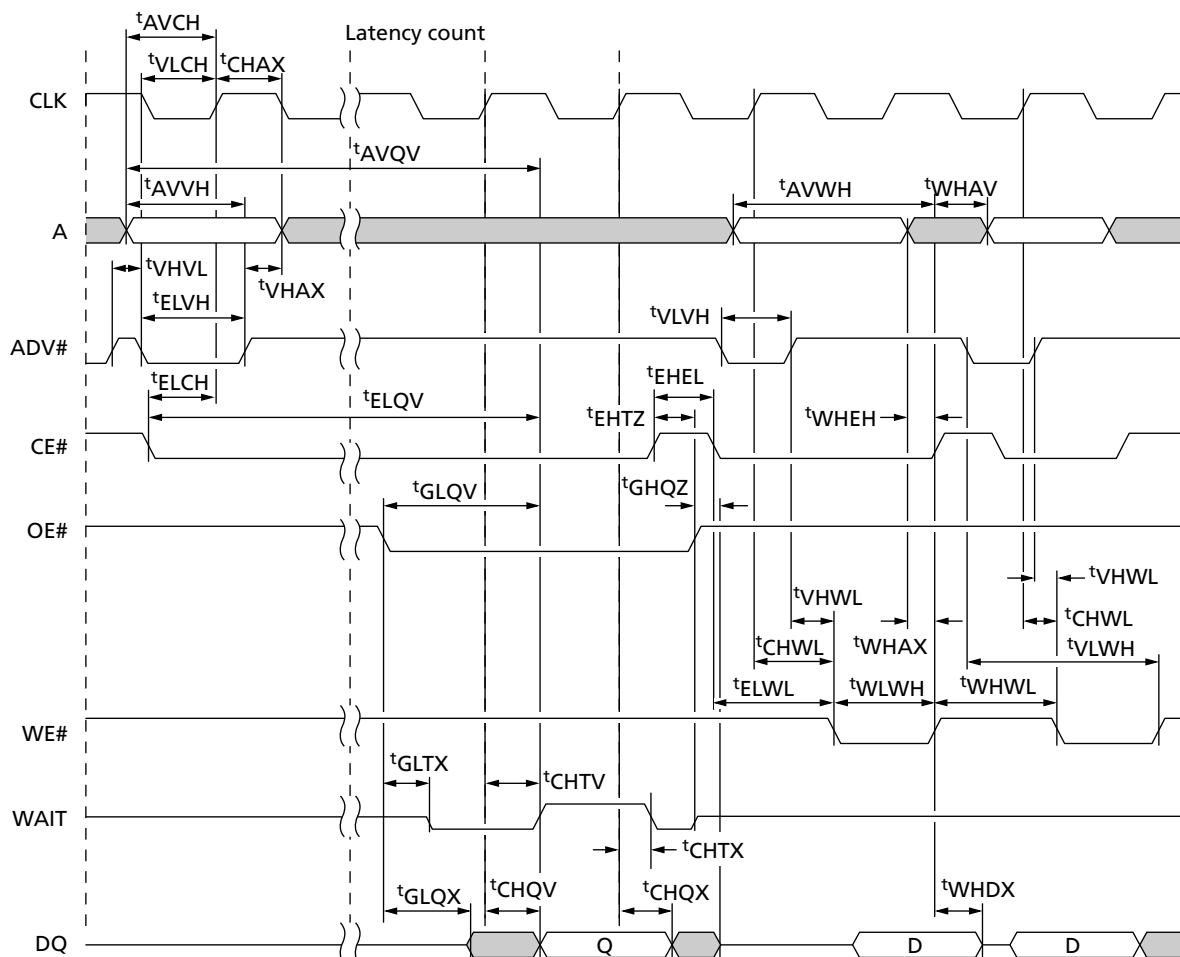 tAVCH
Latency count
tVLCH tCHAX
CLK
tAVQV
tAVVH tAVWH tWHAV
A
tVHVL
tVHAX
tELVH tVLVH
ADV#
tELCH tEHEL
tELQV
tEHTZ tWHEH
CE#
tGLQV tGHQZ
OE#
tVHWL
tVHWL
tCHWL
tCHWL tWHAX tVLWH
tELWL tWLWH tWHWL
WE#
tGLTX tCHTV
WAIT
tCHTX
tGLQX tCHQV tCHQX tWHDX
DQ Q D D